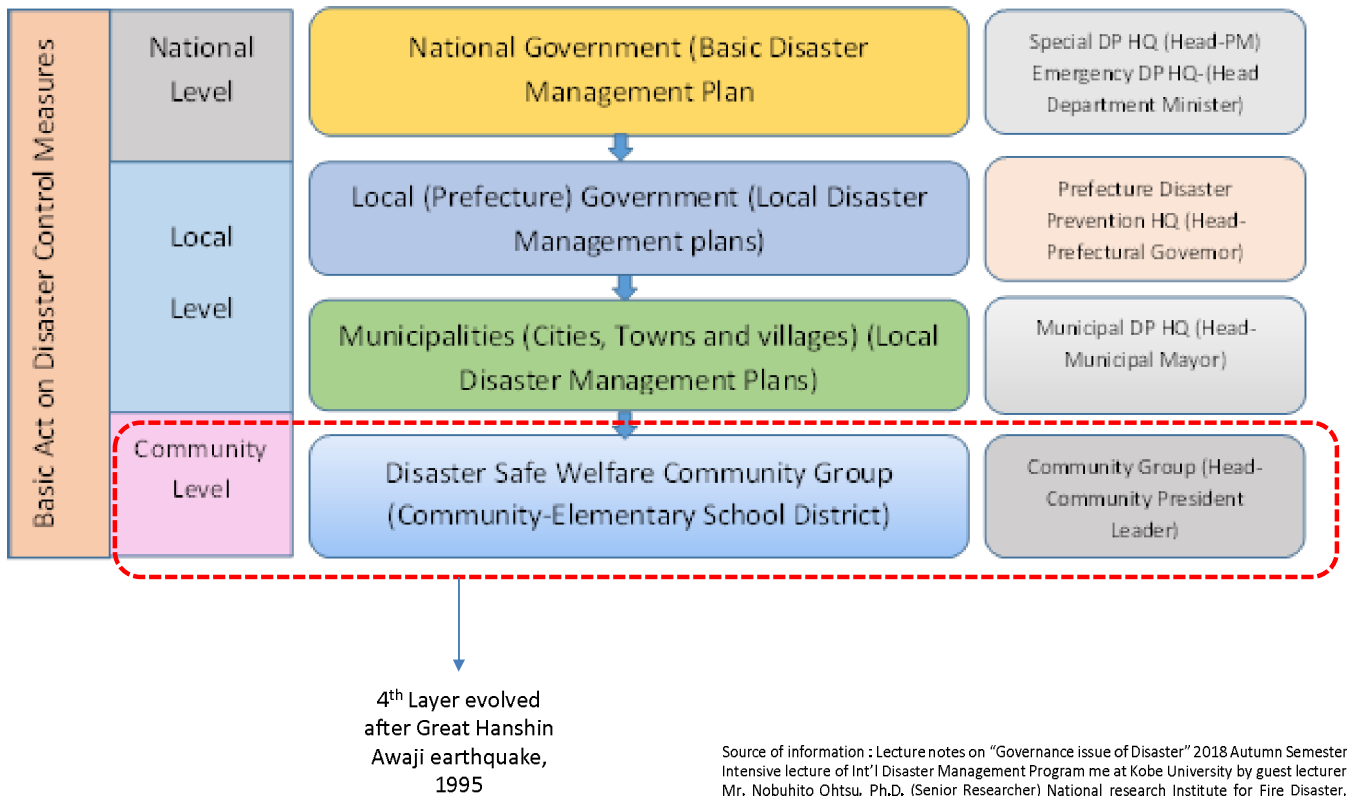 Basic Act on Disaster Control Measures
National
Level
National Government (Basic Disaster
Management Plan
Special DP HQ (Head-PM)
Emergency DP HQ-(Head
Department Minister)
Local
Level
Local (Prefecture) Government (Local Disaster
Management plans)
Prefecture Disaster
Prevention HQ (Head-
Prefectural Governor)
Municipalities (Cities, Towns and villages) (Local
Disaster Management Plans)
Municipal DP HQ (Head-
Municipal Mayor)
Community
Level
Disaster Safe Welfare Community Group
(Community-Elementary School District)
Community Group (Head-
Community President
Leader)
4th Layer evolved
after Great Hanshin
Awaji earthquake,
1995
Source of information : Lecture notes on “Governance issue of Disaster” 2018 Autumn Semester
Intensive lecture of Int’l Disaster Management Program me at Kobe University by guest lecturer
Mr. Nobuhito Ohtsu, Ph.D. (Senior Researcher) National research Institute for Fire Disaster,